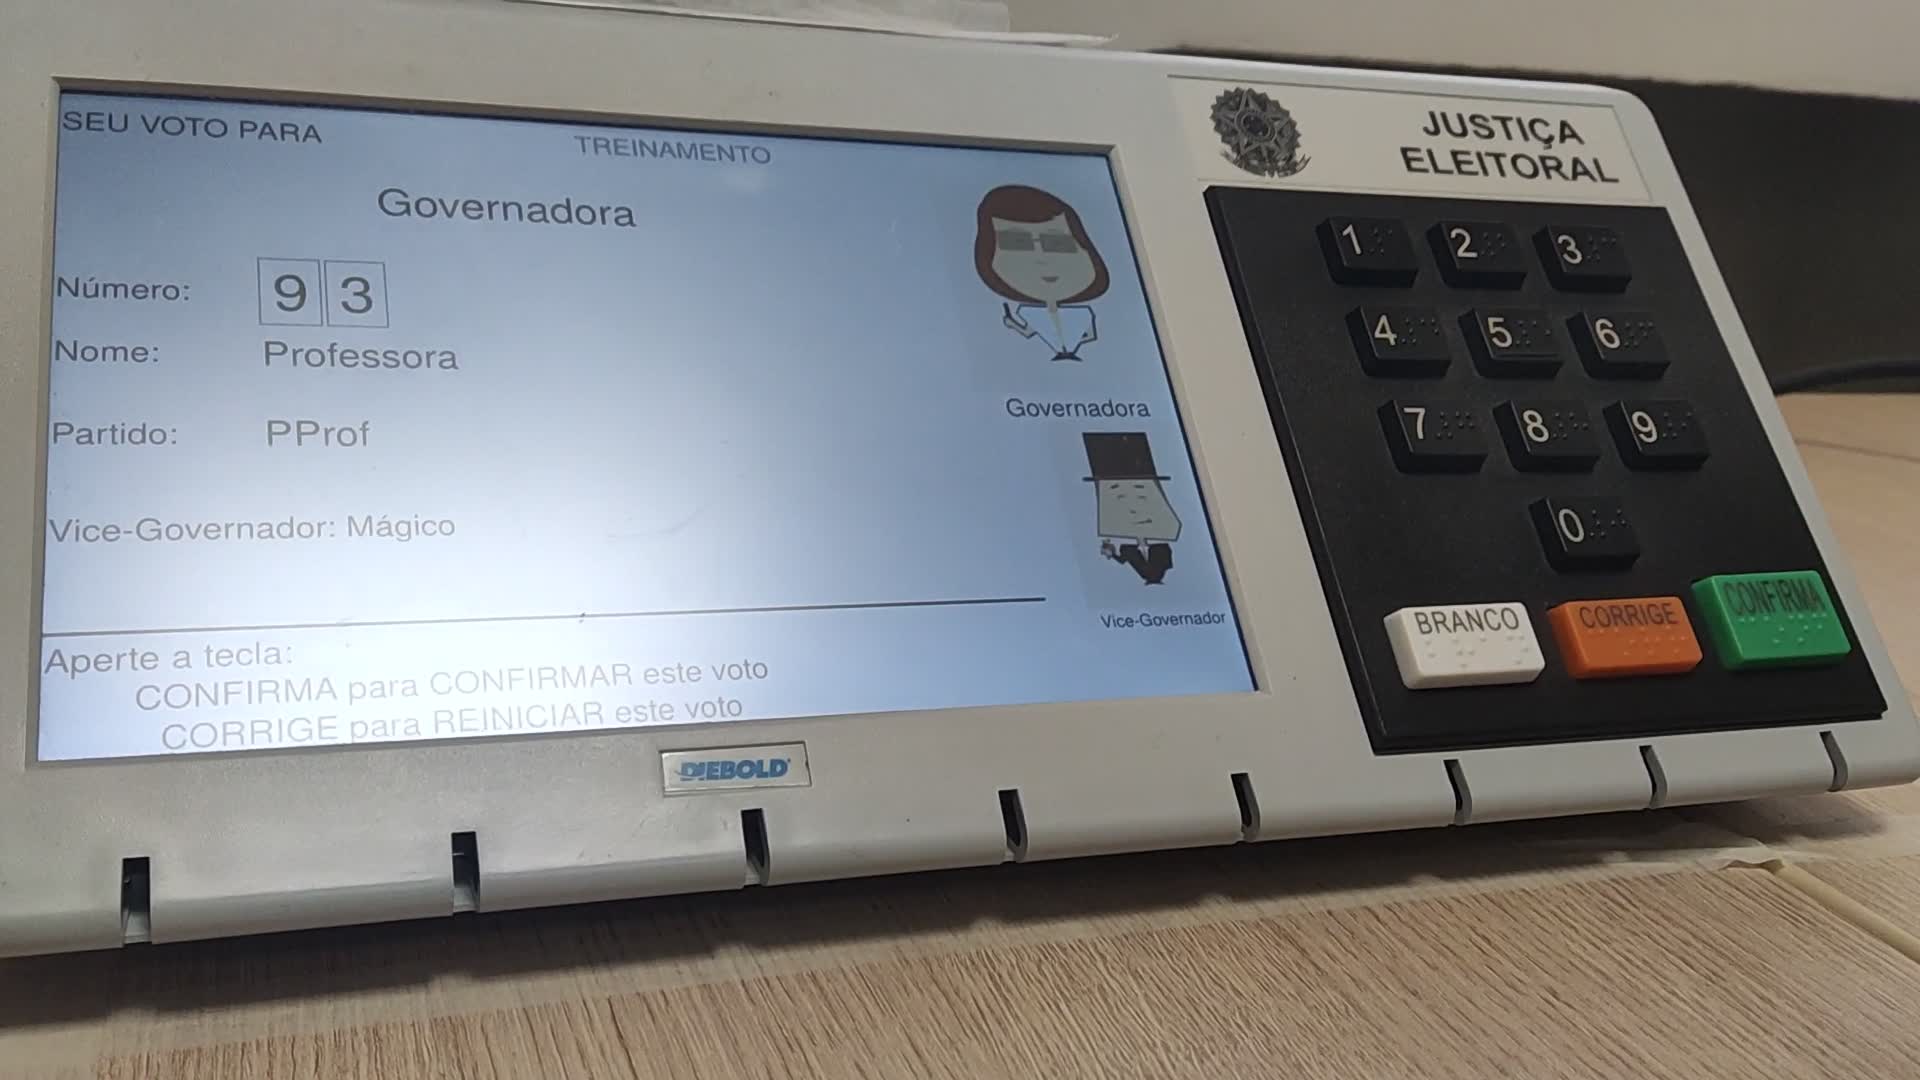 SEU VOTO PARA
TREINAMENTO
Governadora
Número: 9 3
Nome: Professora
Partido: PProf
Vice-Governador: Mágico
Governadora
Vice-Governador
Aperte a tecla:
CONFIRMA para CONFIRMAR este voto
CORRIGE para REINICIAR este voto
DIEBOLD
JUSTIÇA
ELEITORAL
1 2 3
4 5 6
7 8 9
0
BRANCO CORRIGE CONFIRMA